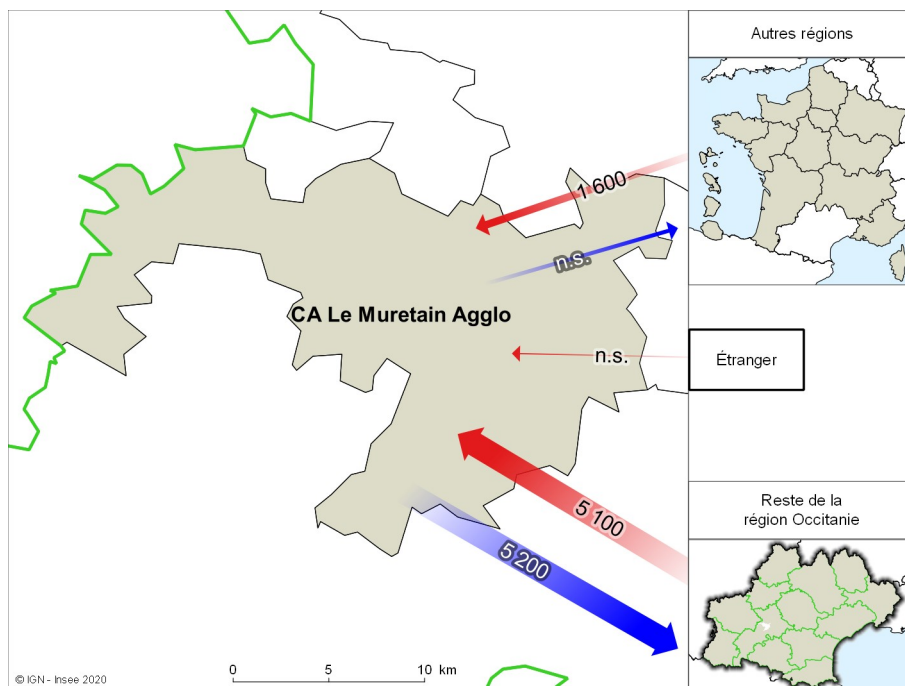 Autres régions
1 600
n.s.
CA Le Muretain Agglo
n.s.
Étranger
5 100
5 200
Reste de la
région Occitanie
0 5 10 km
© IGN - Insee 2020